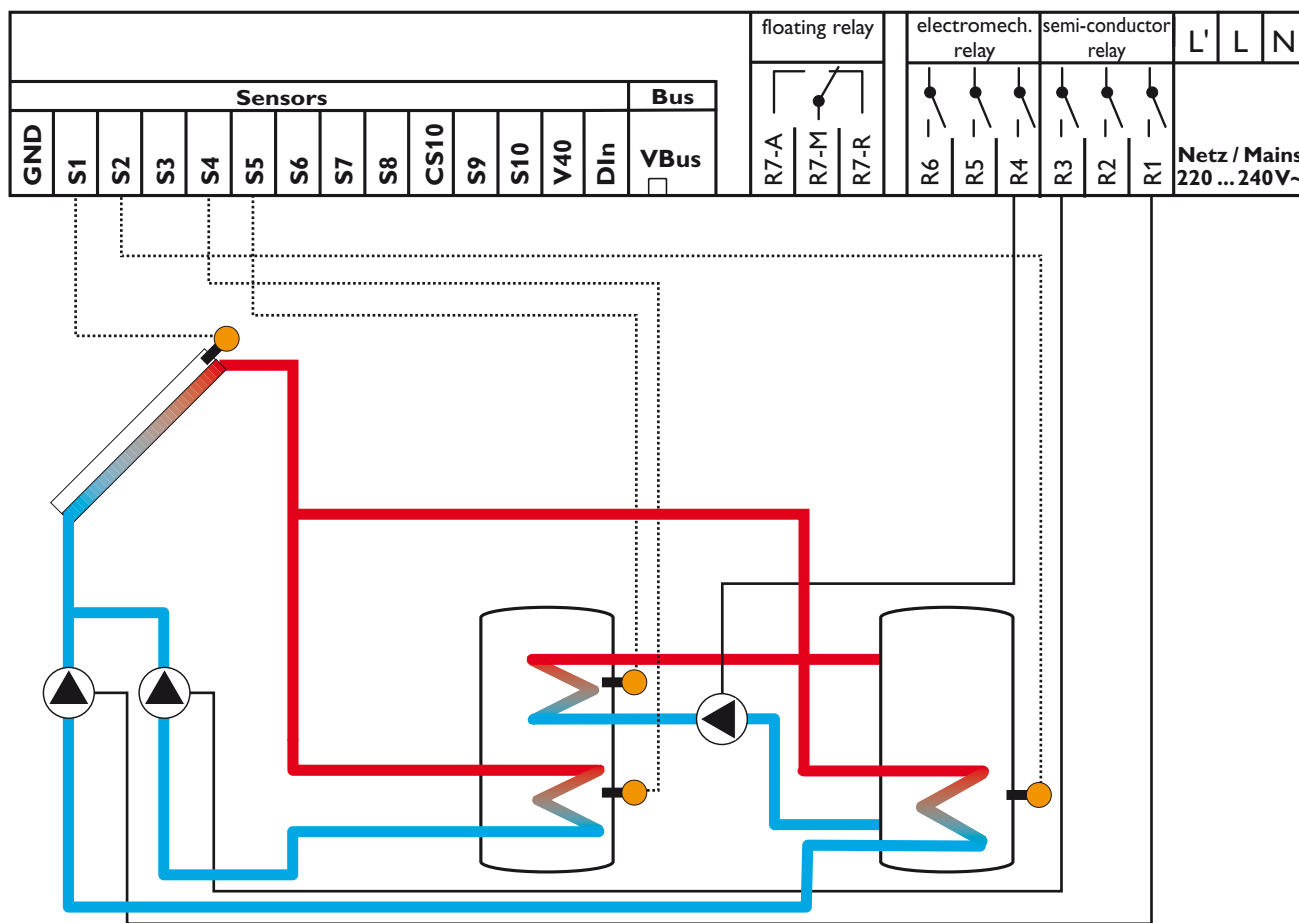 floating relay
electromech.
relay
semi-conductor
relay
L' L N
Sensors
Bus
GND S1 S2 S3 S4 S5 S6 S7 S8 CS10 S9 S10 V40 DIn
VBus
R7-A R7-M R7-R
R6 R5 R4 R3 R2 R1
Netz / Mains
220 ... 240V~